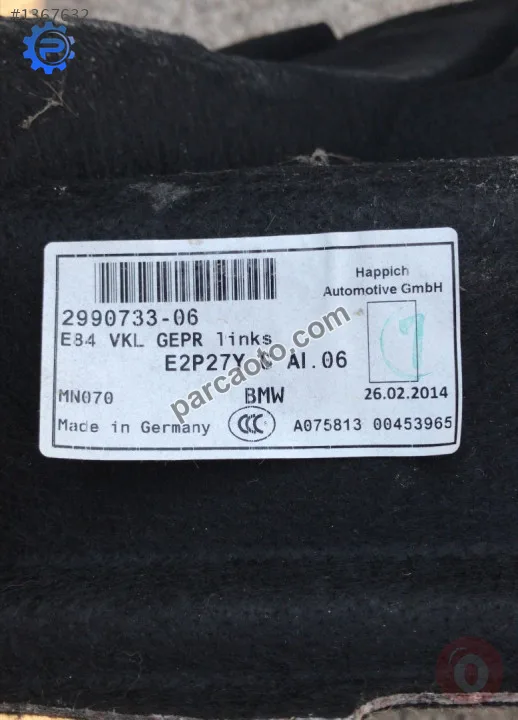 #1367632
Happich
Automotive GmbH
2990733-06
E84 VKL GEPR links
E2P27Y AI.06
MN070 BMW 26.02.2014
Made in Germany CCC A075813 00453965
parcaoto.com